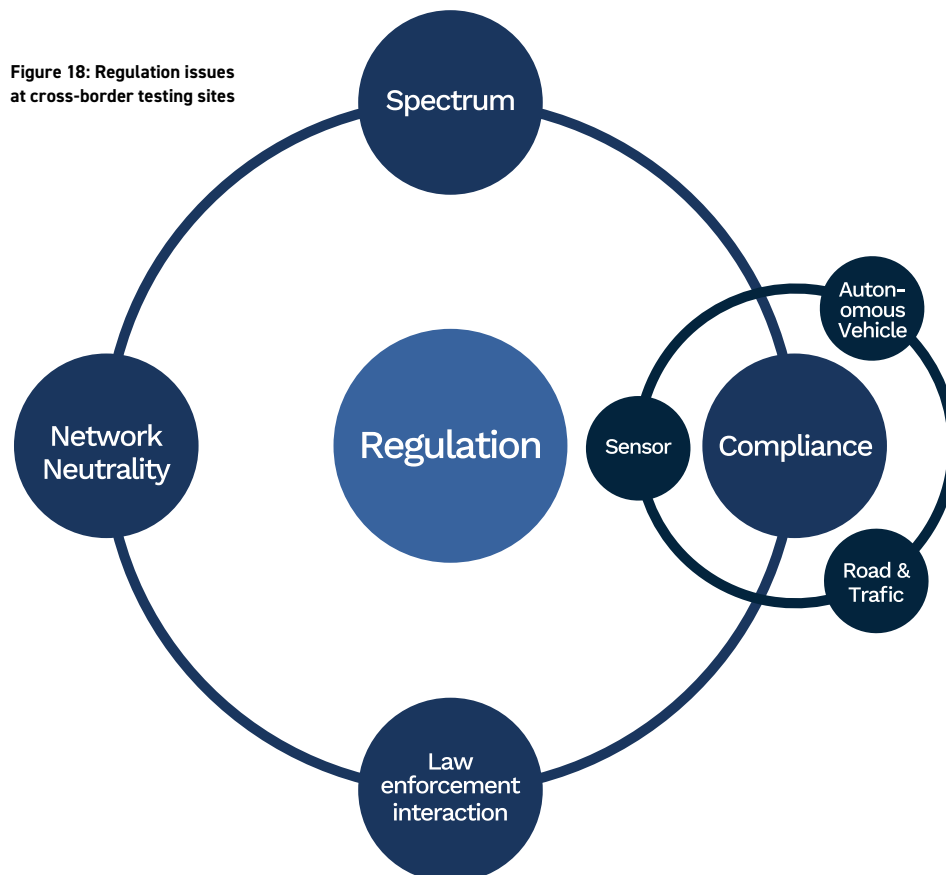 Figure 18: Regulation issues
at cross-border testing sites
Spectrum
Auton-
omous
Vehicle
Network
Neutrality
Regulation
Sensor
Compliance
Road &
Trafic
Law
enforcement
interaction